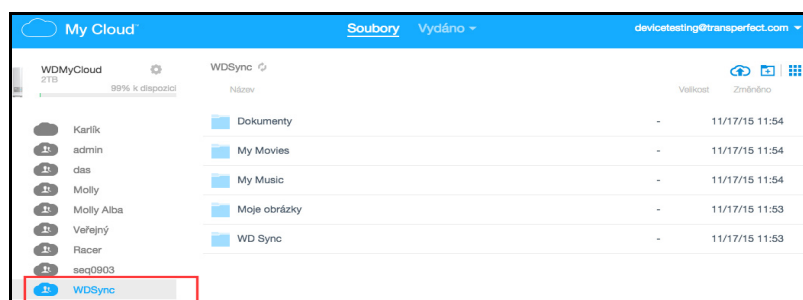 My Cloud™ Soubory Vydáno devicetesting@transperfect.com
WDMyCloud
2TB
99% k dispozici
Karlík
admin
das
Molly
Molly Alba
Veřejný
Racer
seq0903
WDSync
WDSync
Název Velikost Změněno
Dokumenty - 11/17/15 11:54
My Movies - 11/17/15 11:54
My Music - 11/17/15 11:54
Moje obrázky - 11/17/15 11:53
WD Sync - 11/17/15 11:53